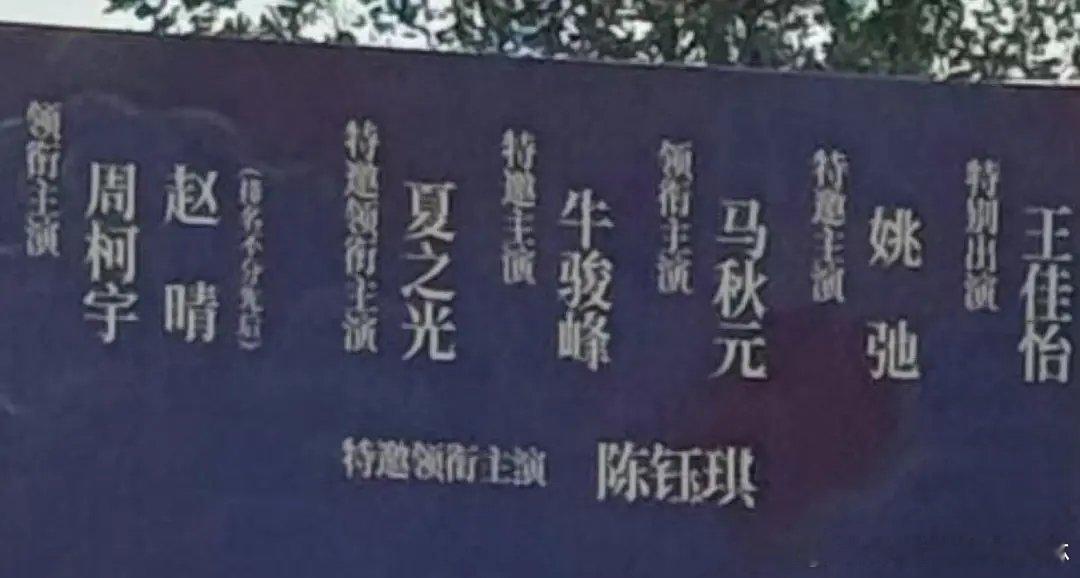 领衔主演
周柯宇
赵晴
(排名不分先后)
特邀领衔主演
夏之光
特邀主演
牛骏峰
领衔主演
马秋元
特邀主演
姚弛
特别出演
王佳怡
特邀领衔主演 陈钰琪